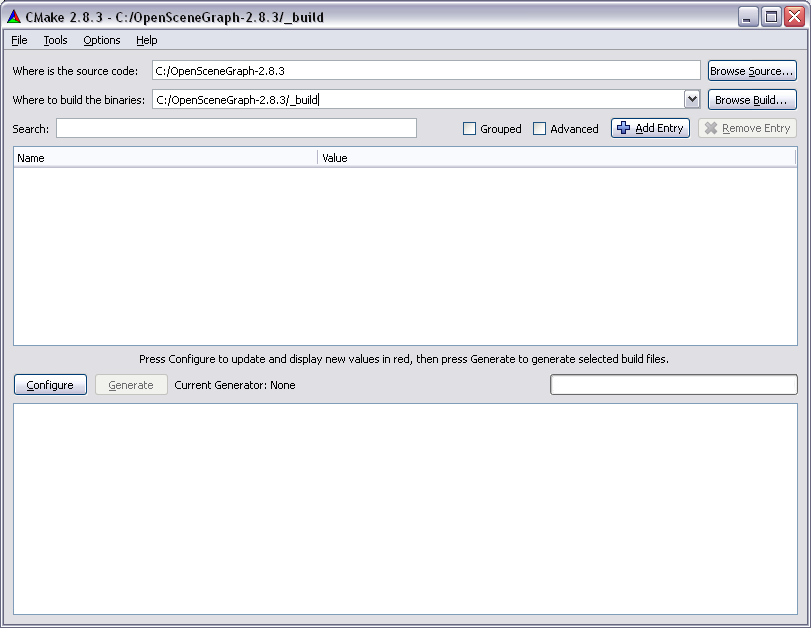 CMake 2.8.3 - C:/OpenSceneGraph-2.8.3/_build
File Tools Options Help
Where is the source code: C:/OpenSceneGraph-2.8.3 Browse Source...
Where to build the binaries: C:/OpenSceneGraph-2.8.3/_build Browse Build...
Search: Grouped Advanced Add Entry Remove Entry
Name Value
Press Configure to update and display new values in red, then press Generate to generate selected build files.
Configure Generate Current Generator: None